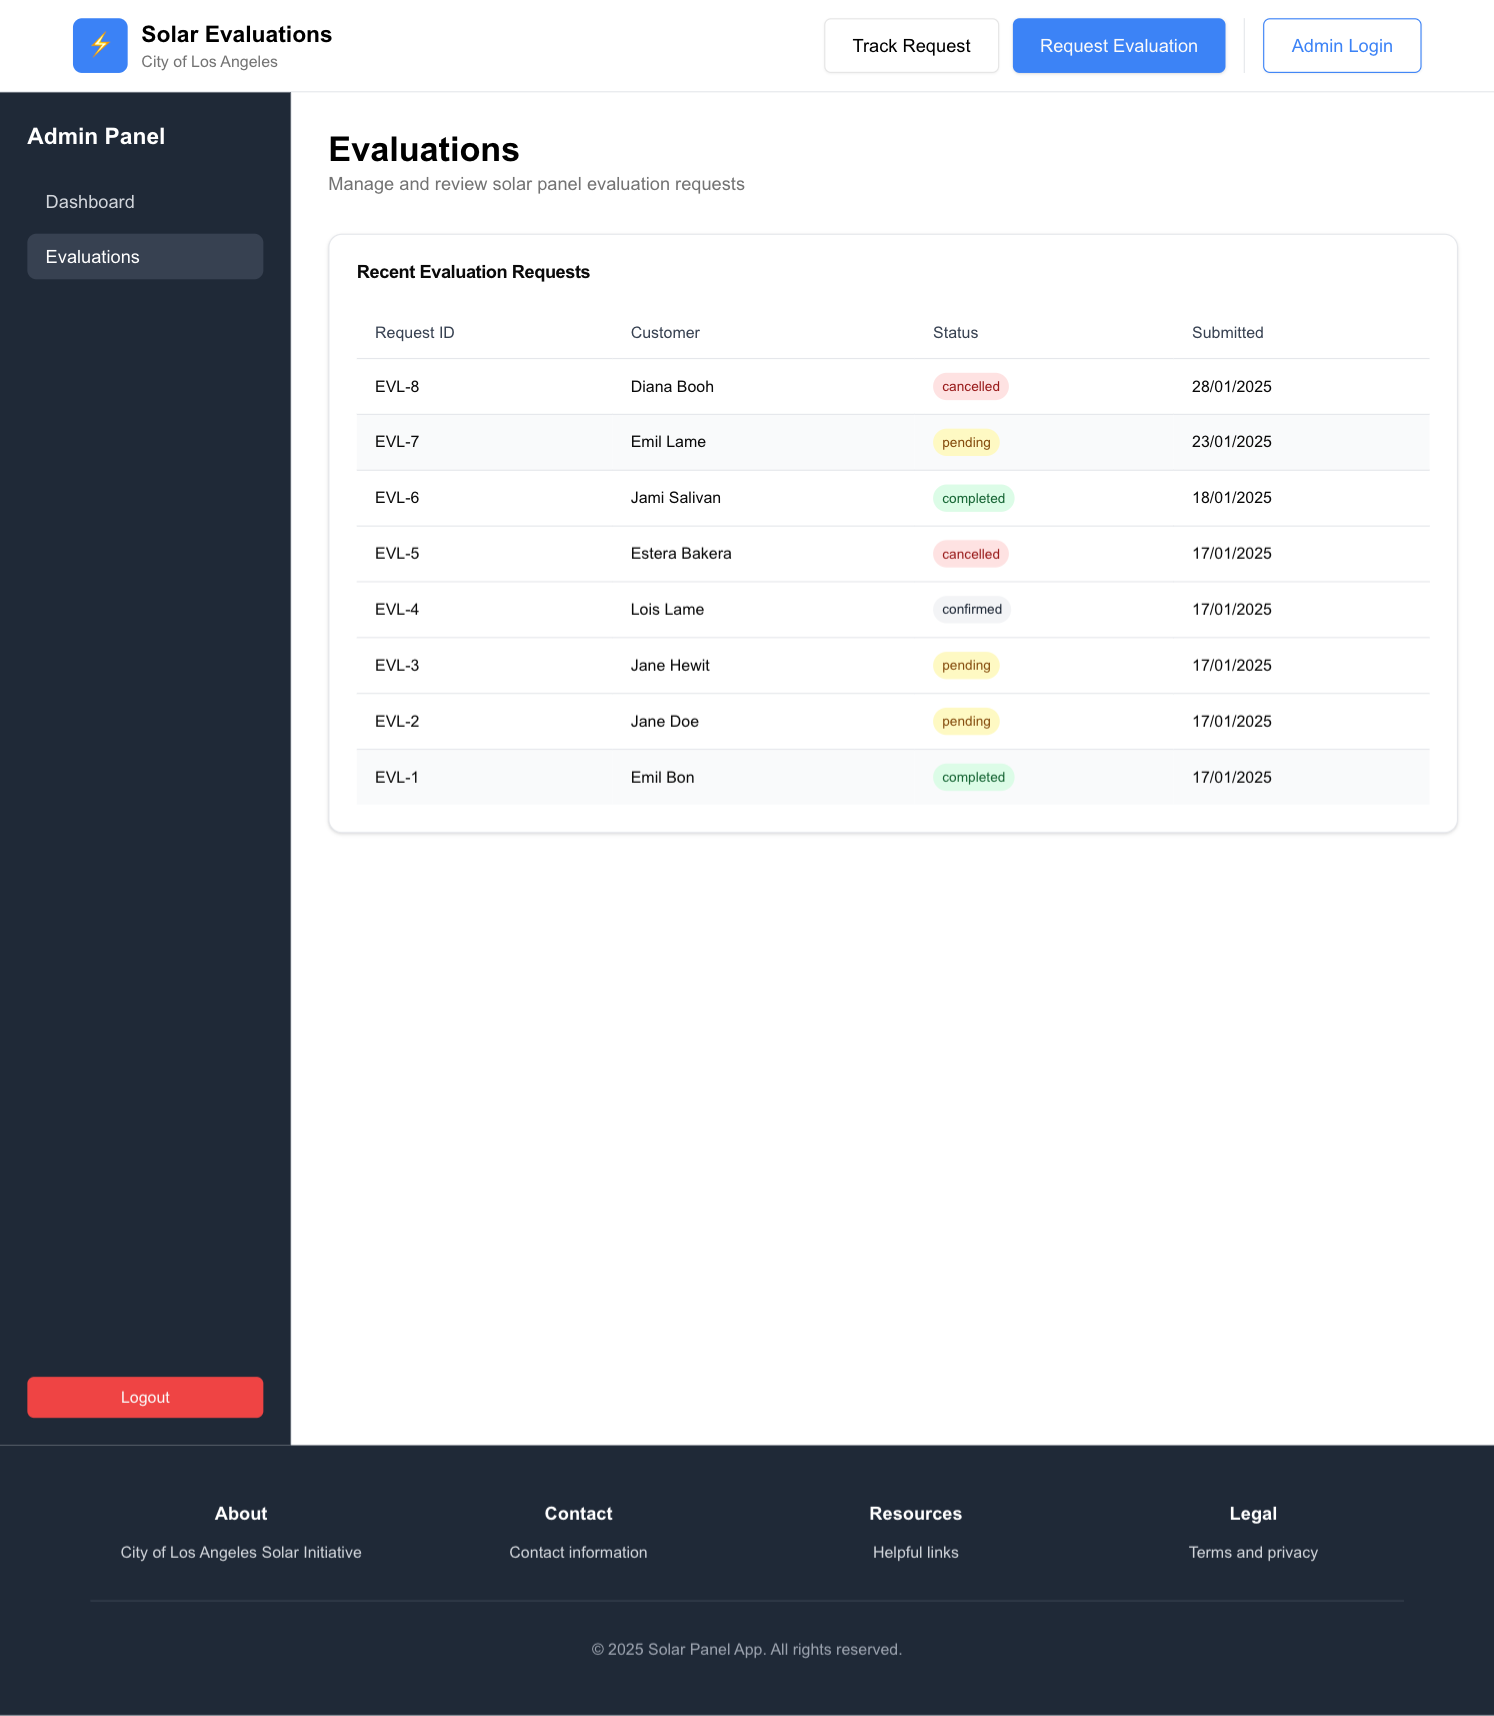 Solar Evaluations
City of Los Angeles
Track Request
Request Evaluation
Admin Login
Admin Panel
Dashboard
Evaluations
Logout
Evaluations
Manage and review solar panel evaluation requests
Recent Evaluation Requests
Request ID Customer Status Submitted
EVL-8 Diana Booh cancelled 28/01/2025
EVL-7 Emil Lame pending 23/01/2025
EVL-6 Jami Salivan completed 18/01/2025
EVL-5 Estera Bakera cancelled 17/01/2025
EVL-4 Lois Lame confirmed 17/01/2025
EVL-3 Jane Hewit pending 17/01/2025
EVL-2 Jane Doe pending 17/01/2025
EVL-1 Emil Bon completed 17/01/2025
About
City of Los Angeles Solar Initiative
Contact
Contact information
Resources
Helpful links
Legal
Terms and privacy
© 2025 Solar Panel App. All rights reserved.